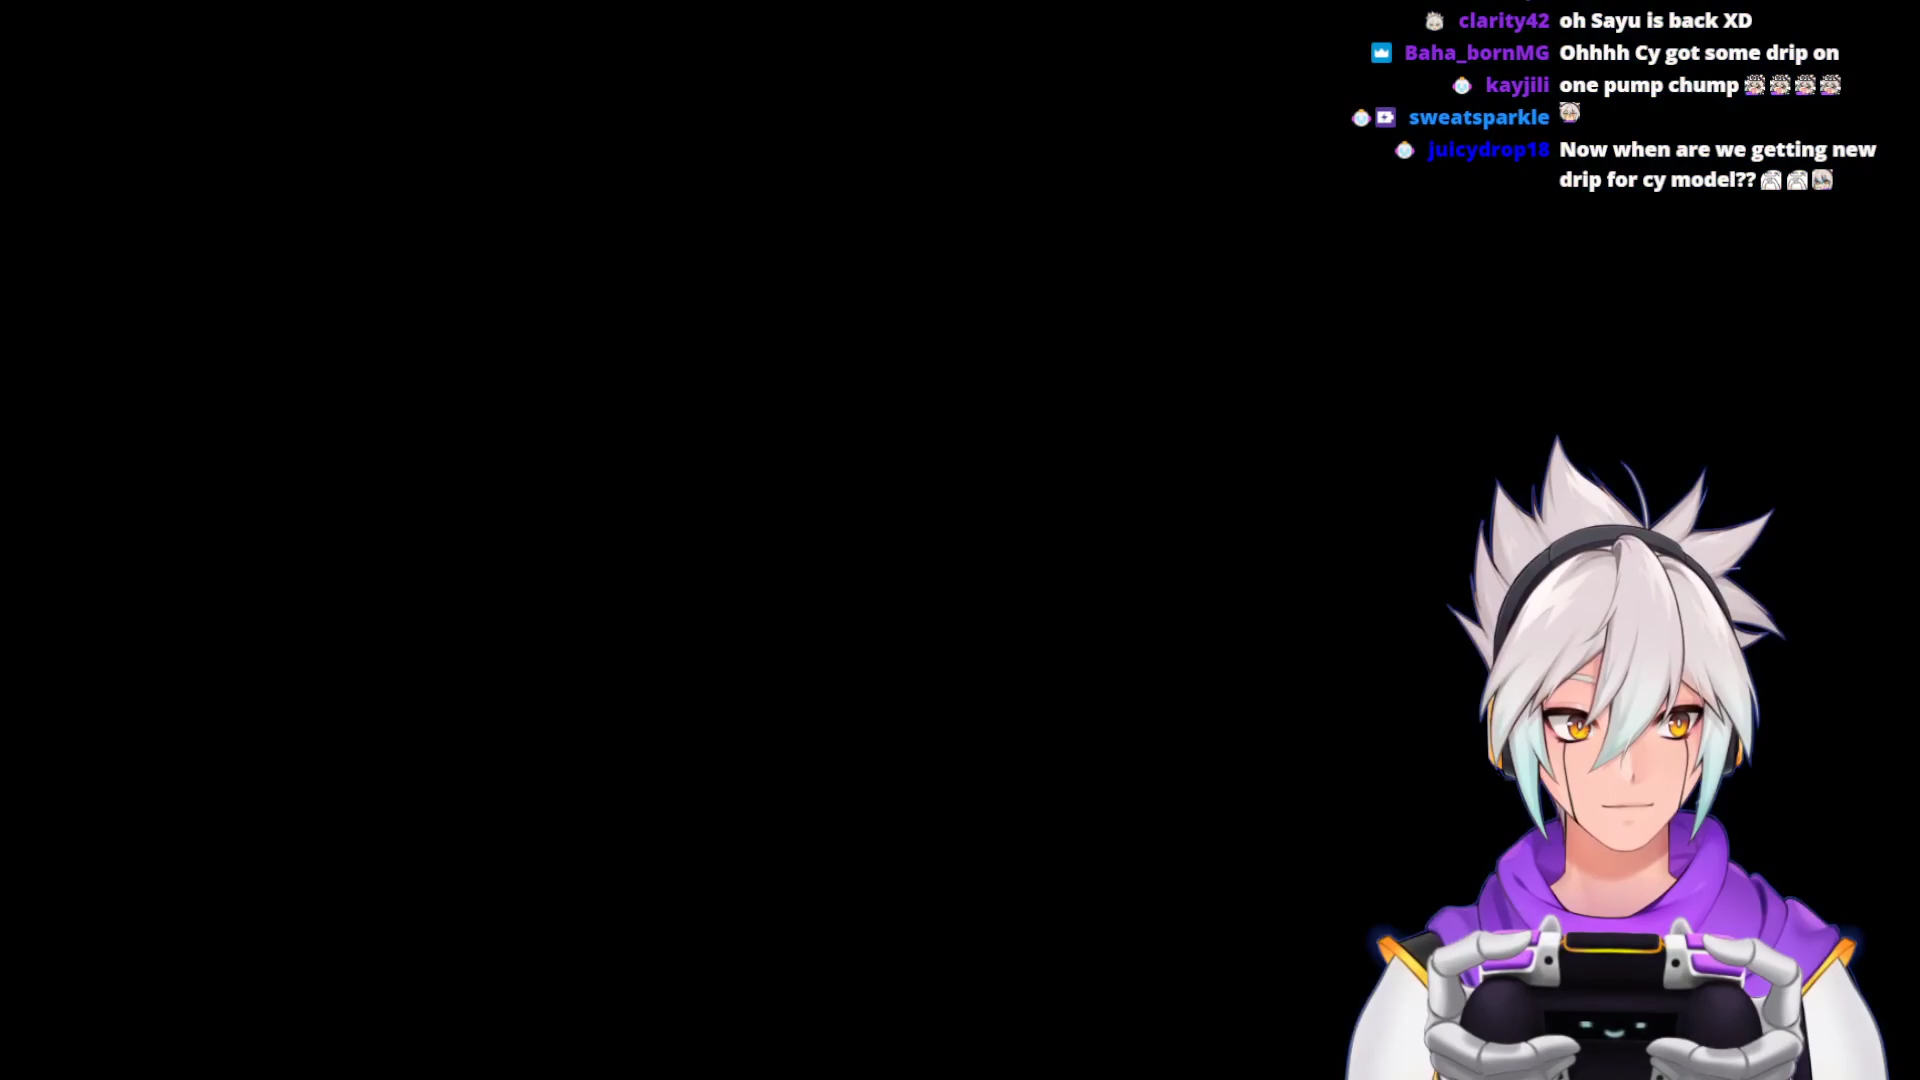 clarity42 oh Sayu is back XD
Baha_bornMG Ohhhh Cy got some drip on
kayjili one pump chump
sweatsparkle
juicydrop18 Now when are we getting new
drip for cy model??